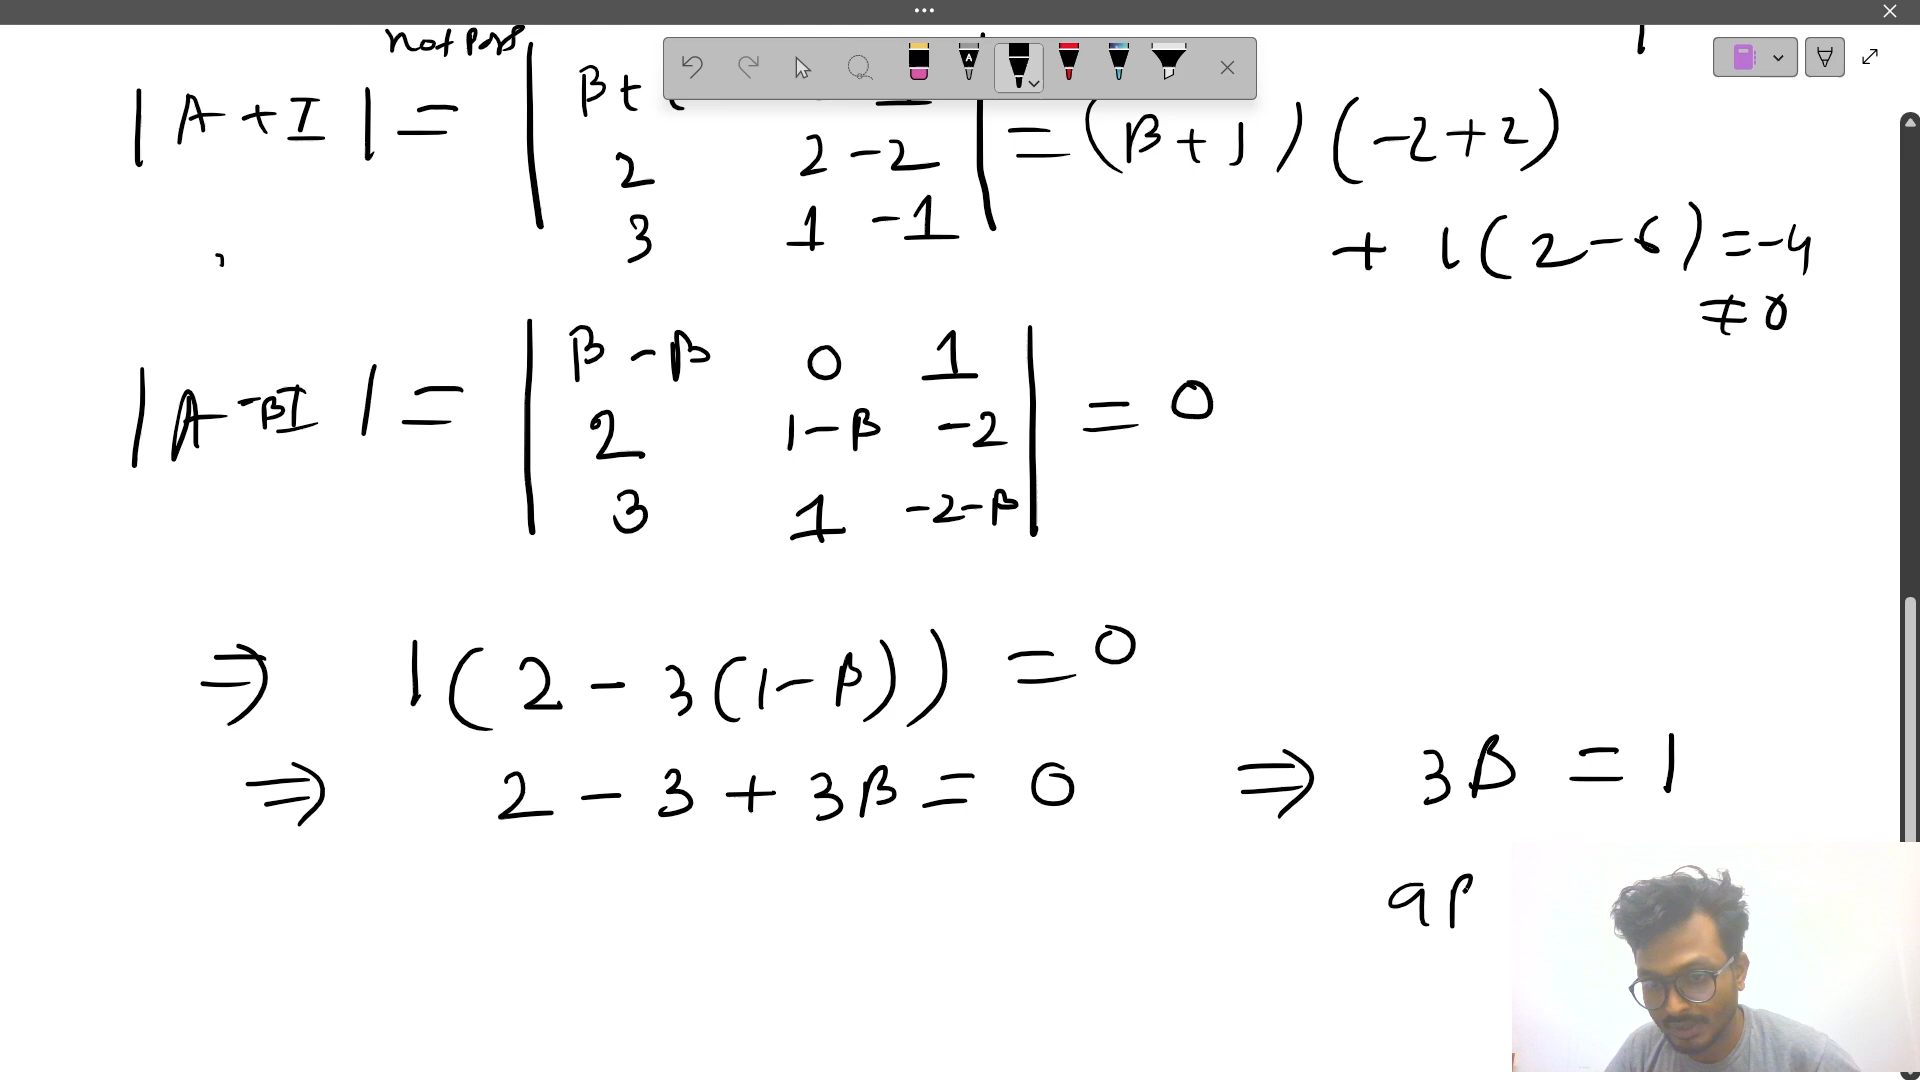 not poss
|A+I| = | β+
2 2 -2
3 1 -1 | = (β+1)(-2+2)
+ 1(2-6) = -4
≠ 0
|A-βI| = | β-β 0 1
2 1-β -2
3 1 -2-β | = 0
⇒ 1(2-3(1-β)) = 0
⇒ 2-3+3β = 0 ⇒ 3β = 1
9β